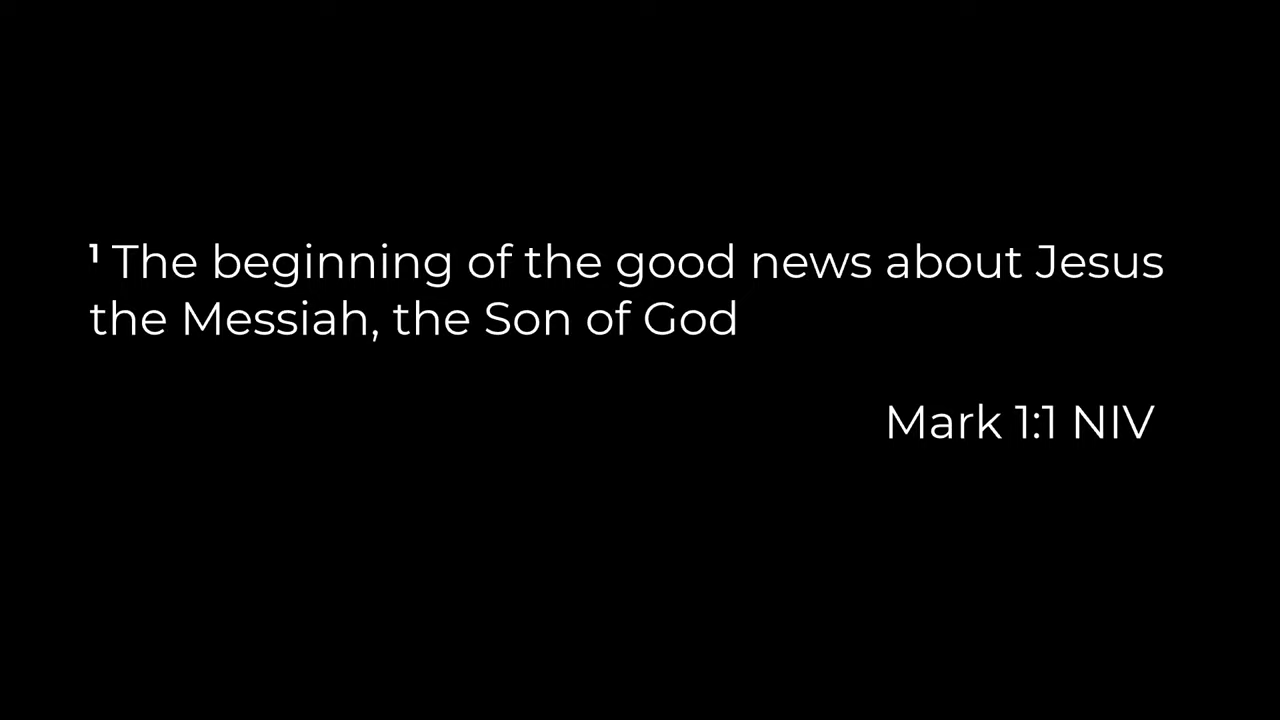 ¹ The beginning of the good news about Jesus
the Messiah, the Son of God
Mark 1:1 NIV